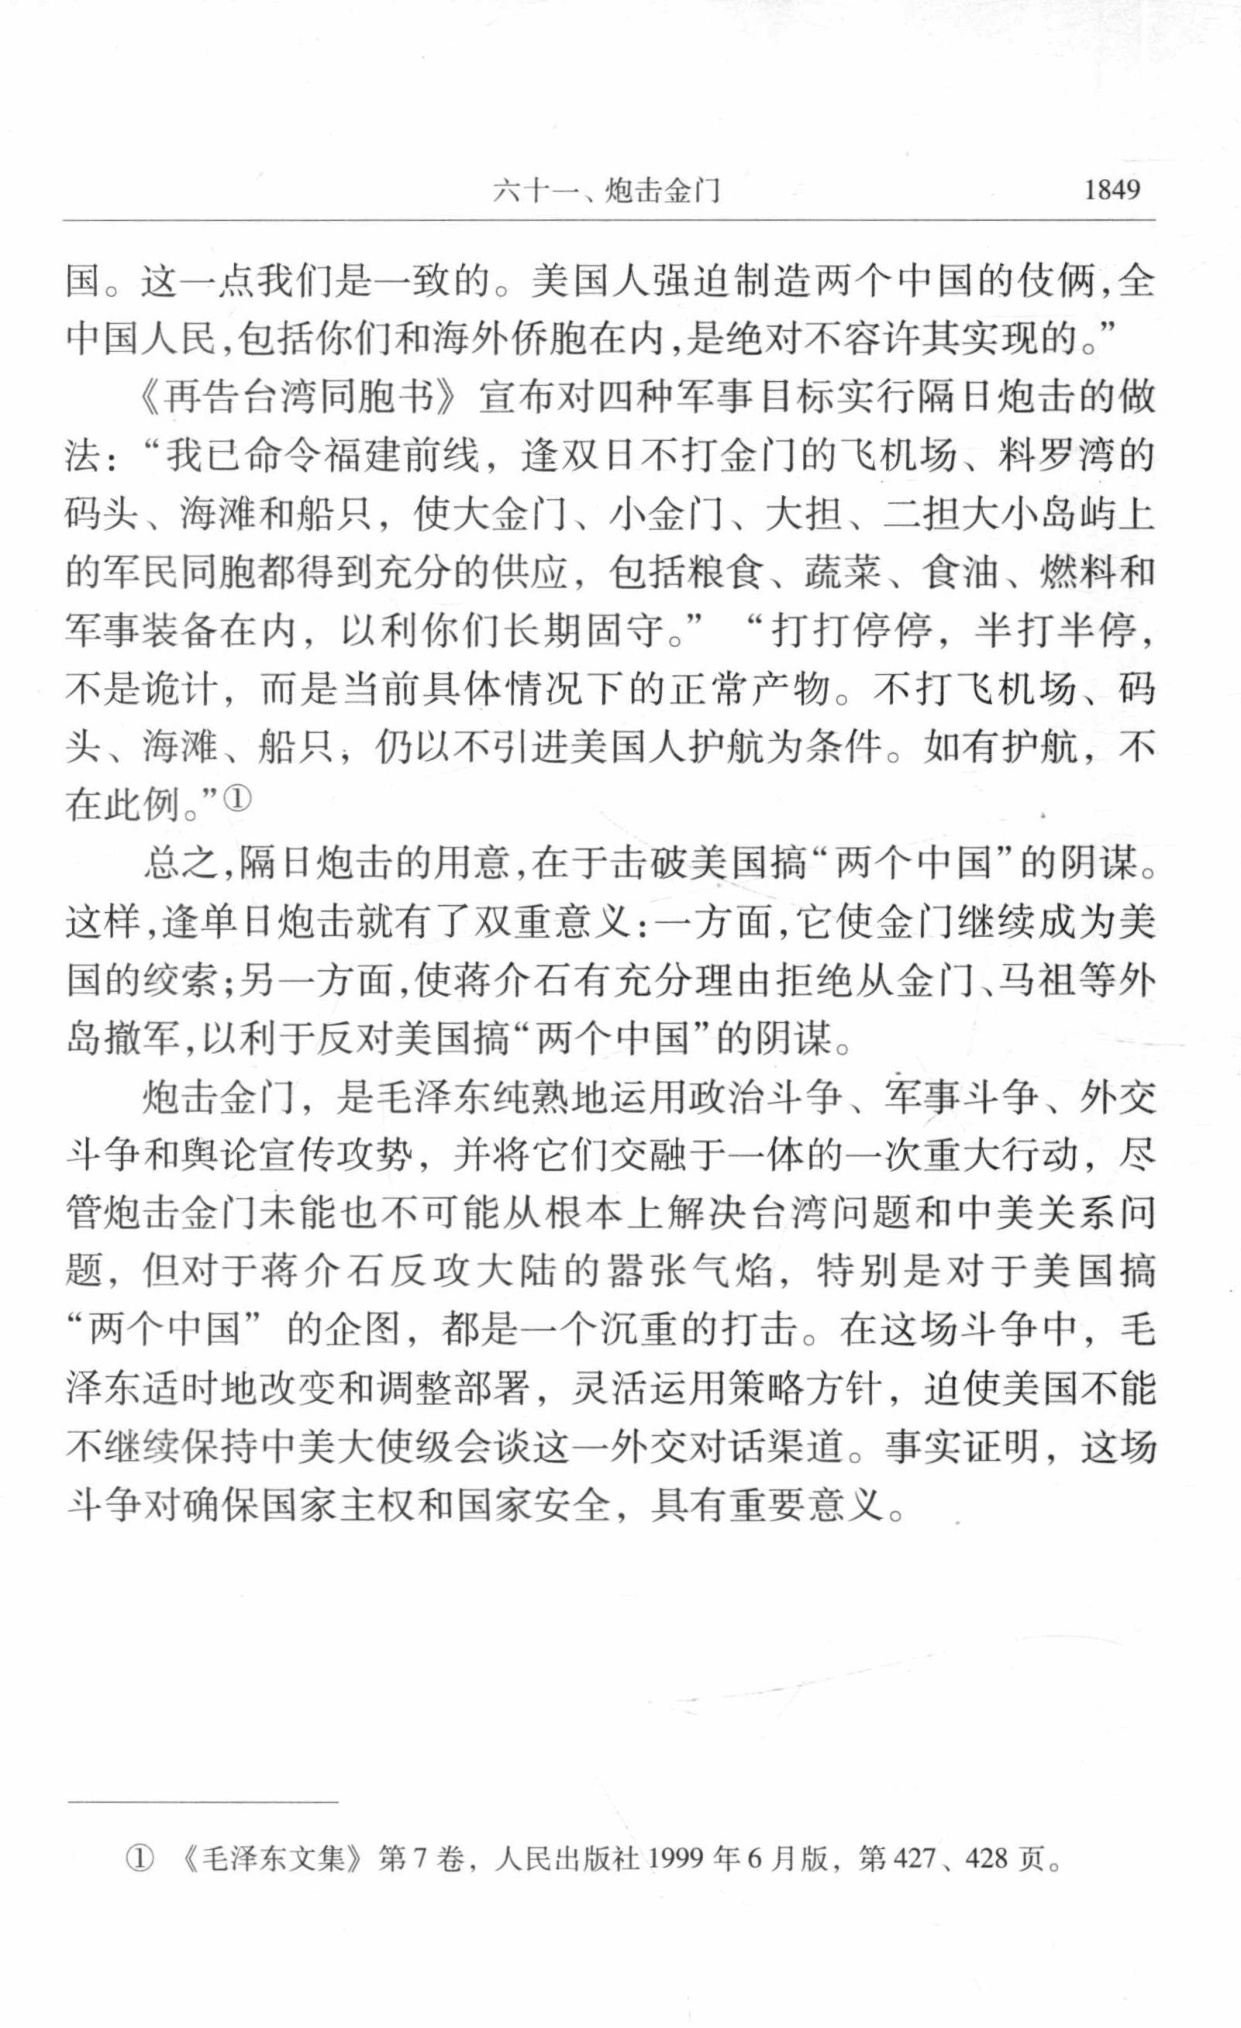 六十一、炮击金门 1849
国。这一点我们是一致的。美国人强迫制造两个中国的伎俩,全
中国人民,包括你们和海外侨胞在内,是绝对不容许其实现的。”
《再告台湾同胞书》宣布对四种军事目标实行隔日炮击的做
法：“我已命令福建前线，逢双日不打金门的飞机场、料罗湾的
码头、海滩和船只，使大金门、小金门、大担、二担大小岛屿上
的军民同胞都得到充分的供应，包括粮食、蔬菜、食油、燃料和
军事装备在内，以利你们长期固守。”“打打停停，半打半停，
不是诡计，而是当前具体情况下的正常产物。不打飞机场、码
头、海滩、船只，仍以不引进美国人护航为条件。如有护航，不
在此例。”①
总之,隔日炮击的用意,在于击破美国搞“两个中国”的阴谋。
这样,逢单日炮击就有了双重意义:一方面,它使金门继续成为美
国的绞索;另一方面,使蒋介石有充分理由拒绝从金门、马祖等外
岛撤军,以利于反对美国搞“两个中国”的阴谋。
炮击金门，是毛泽东纯熟地运用政治斗争、军事斗争、外交
斗争和舆论宣传攻势，并将它们交融于一体的一次重大行动，尽
管炮击金门未能也不可能从根本上解决台湾问题和中美关系问
题，但对于蒋介石反攻大陆的嚣张气焰，特别是对于美国搞
“两个中国”的企图，都是一个沉重的打击。在这场斗争中，毛
泽东适时地改变和调整部署，灵活运用策略方针，迫使美国不能
不继续保持中美大使级会谈这一外交对话渠道。事实证明，这场
斗争对确保国家主权和国家安全，具有重要意义。
① 《毛泽东文集》第 7 卷，人民出版社 1999 年 6 月版，第 427、428 页。